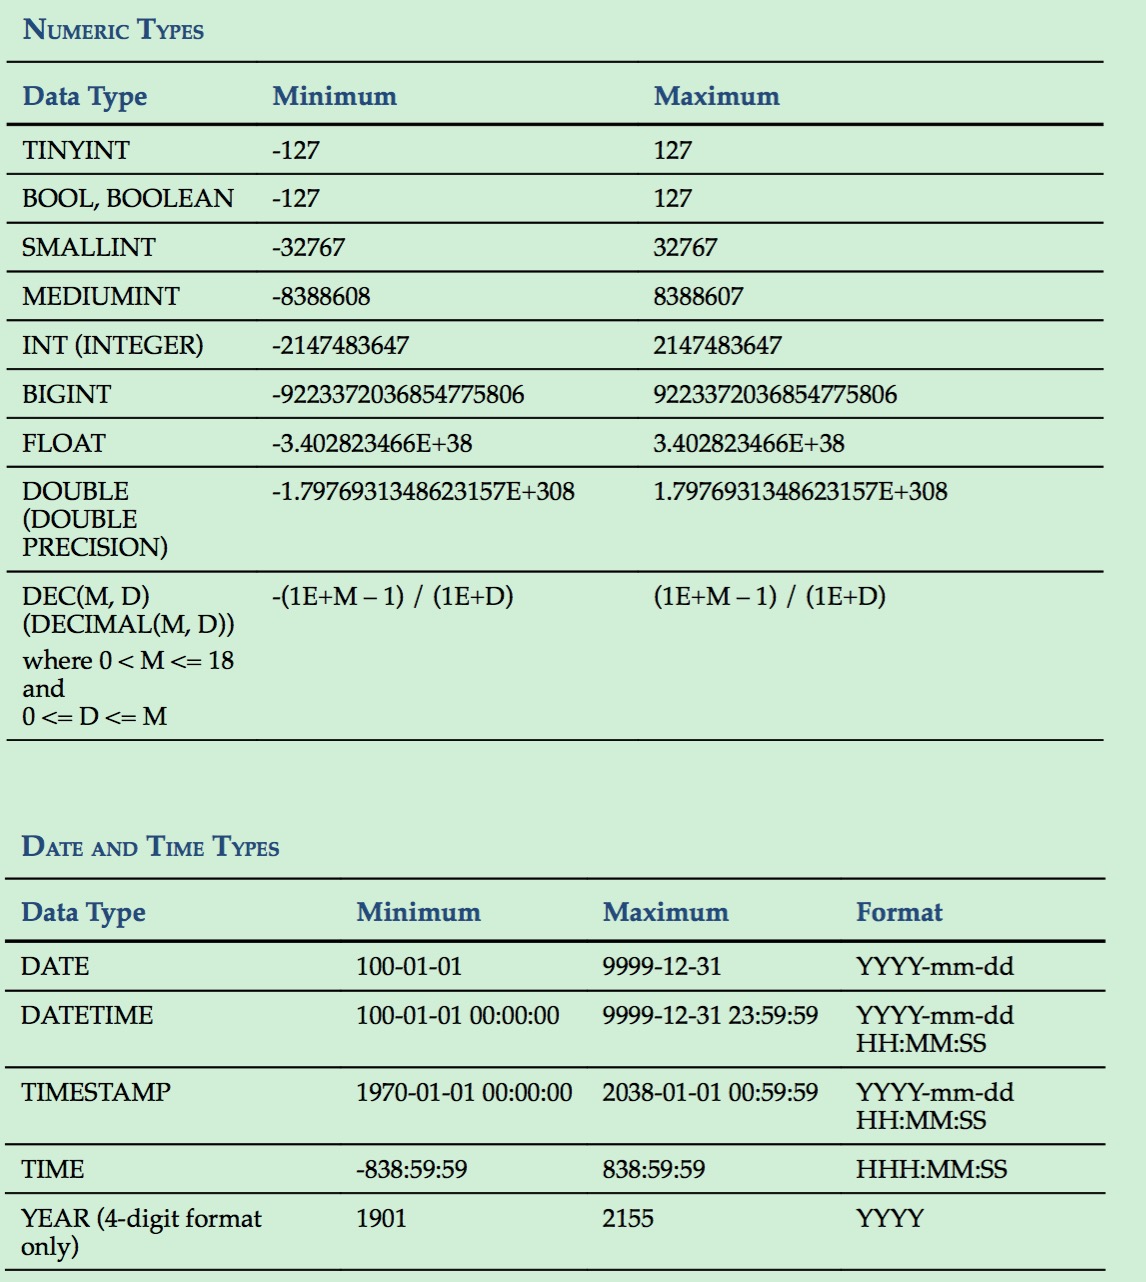 NUMERIC TYPES
Data Type Minimum Maximum
TINYINT -127 127
BOOL, BOOLEAN -127 127
SMALLINT -32767 32767
MEDIUMINT -8388608 8388607
INT (INTEGER) -2147483647 2147483647
BIGINT -9223372036854775806 9223372036854775806
FLOAT -3.402823466E+38 3.402823466E+38
DOUBLE -1.7976931348623157E+308 1.7976931348623157E+308
(DOUBLE
PRECISION)
DEC(M, D) -(1E+M – 1) / (1E+D) (1E+M – 1) / (1E+D)
(DECIMAL(M, D))
where 0 < M <= 18
and
0 <= D <= M
DATE AND TIME TYPES
Data Type Minimum Maximum Format
DATE 100-01-01 9999-12-31 YYYY-mm-dd
DATETIME 100-01-01 00:00:00 9999-12-31 23:59:59 YYYY-mm-dd
HH:MM:SS
TIMESTAMP 1970-01-01 00:00:00 2038-01-01 00:59:59 YYYY-mm-dd
HH:MM:SS
TIME -838:59:59 838:59:59 HHH:MM:SS
YEAR (4-digit format 1901 2155 YYYY
only)